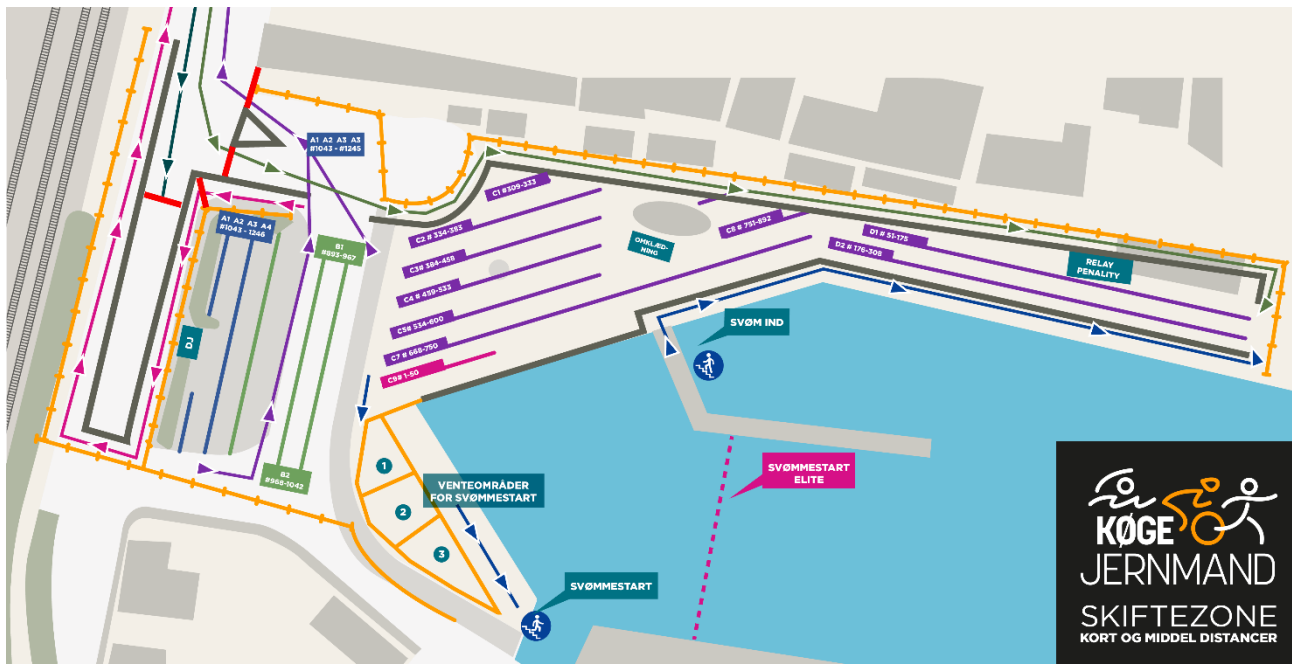 A1 A2 A3 A3
#1043 - #1245
A1 A2 A3 A4
#1043 - 1246
B1
#893-967
B2
#968-1042
DJ
C1 #309-333
C2 # 334-383
C3# 384-458
C4 # 459-533
C5# 534-600
C7 # 668-750
C9# 1-50
C8 # 751-892
D1 # 51-175
D2 # 176-308
OMKLÆD-
NING
RELAY
PENALITY
SVØM IND
SVØMMESTART
ELITE
VENTEOMRÅDER
FOR SVØMMESTART
1
2
3
SVØMMESTART
KØGE
JERNMAND
SKIFTEZONE
KORT OG MIDDEL DISTANCER